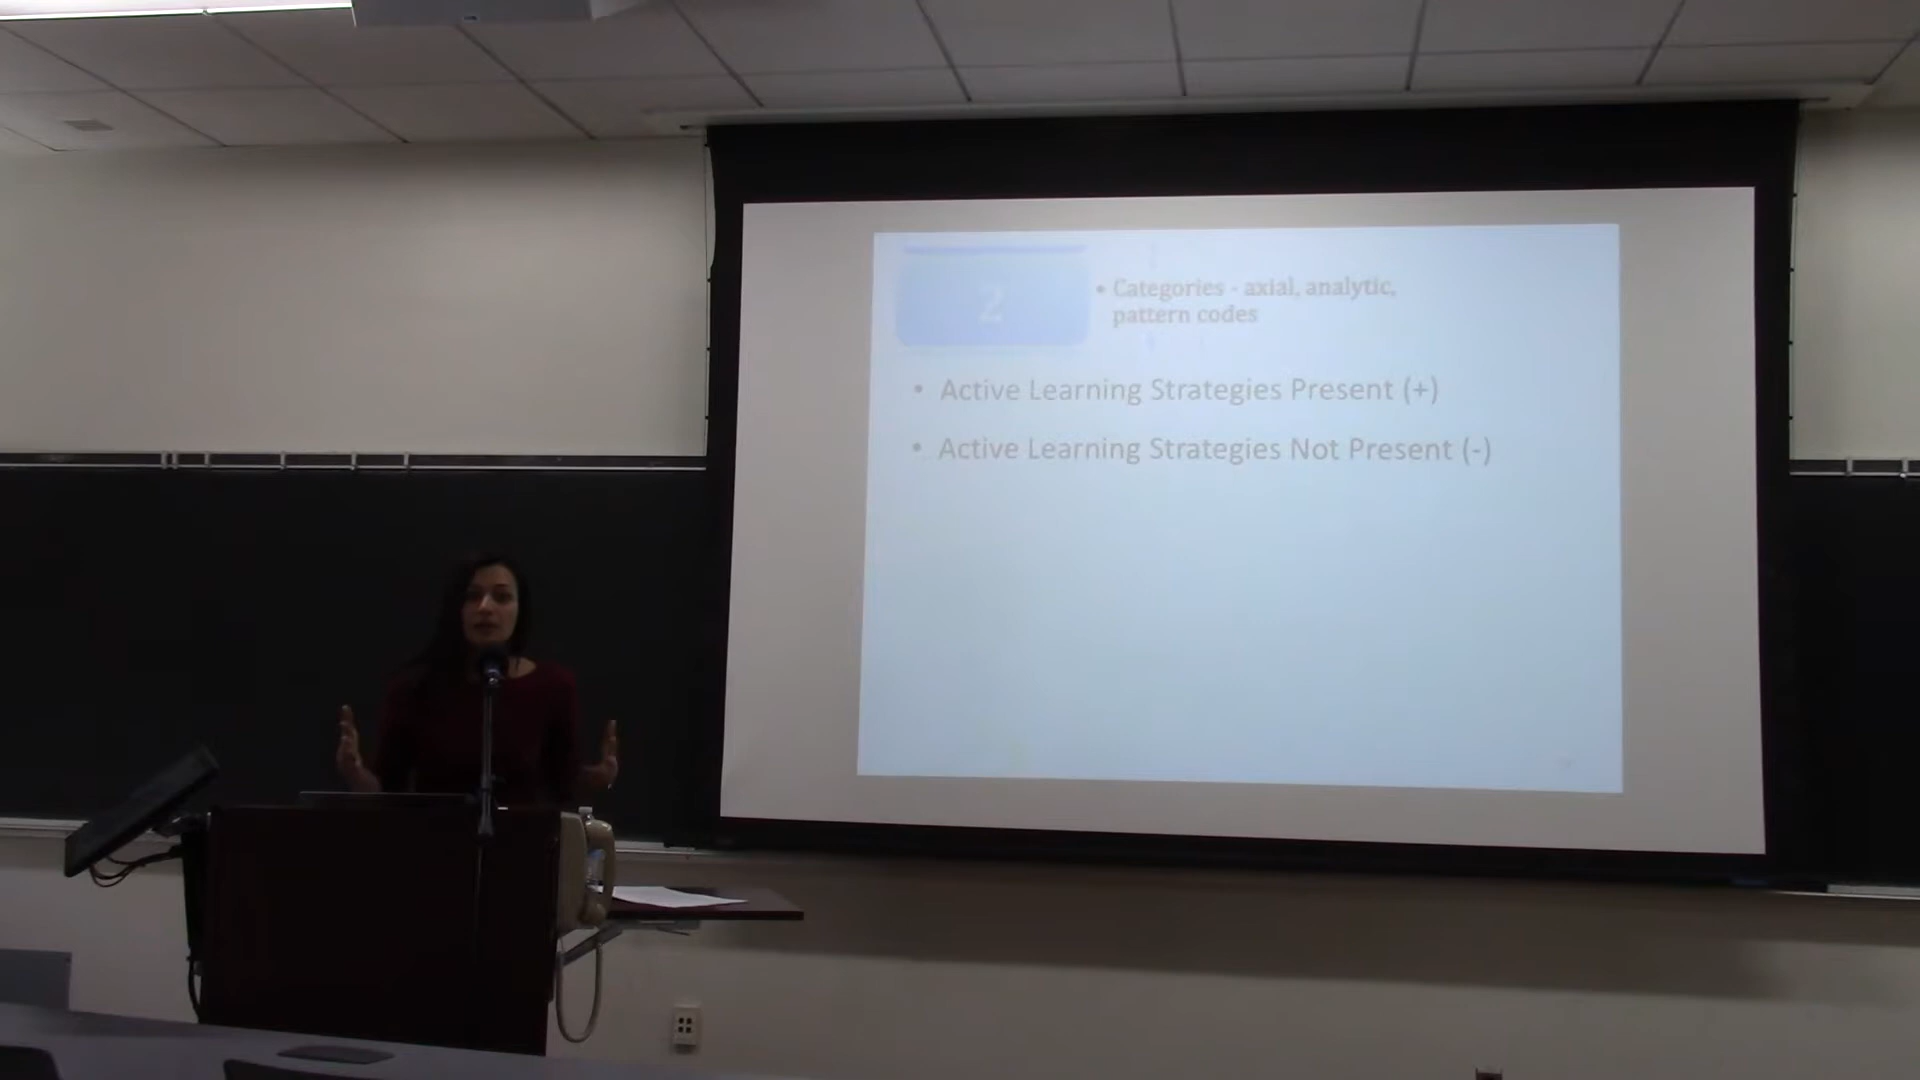 2
• Categories - axial, analytic,
pattern codes
• Active Learning Strategies Present (+)
• Active Learning Strategies Not Present (-)